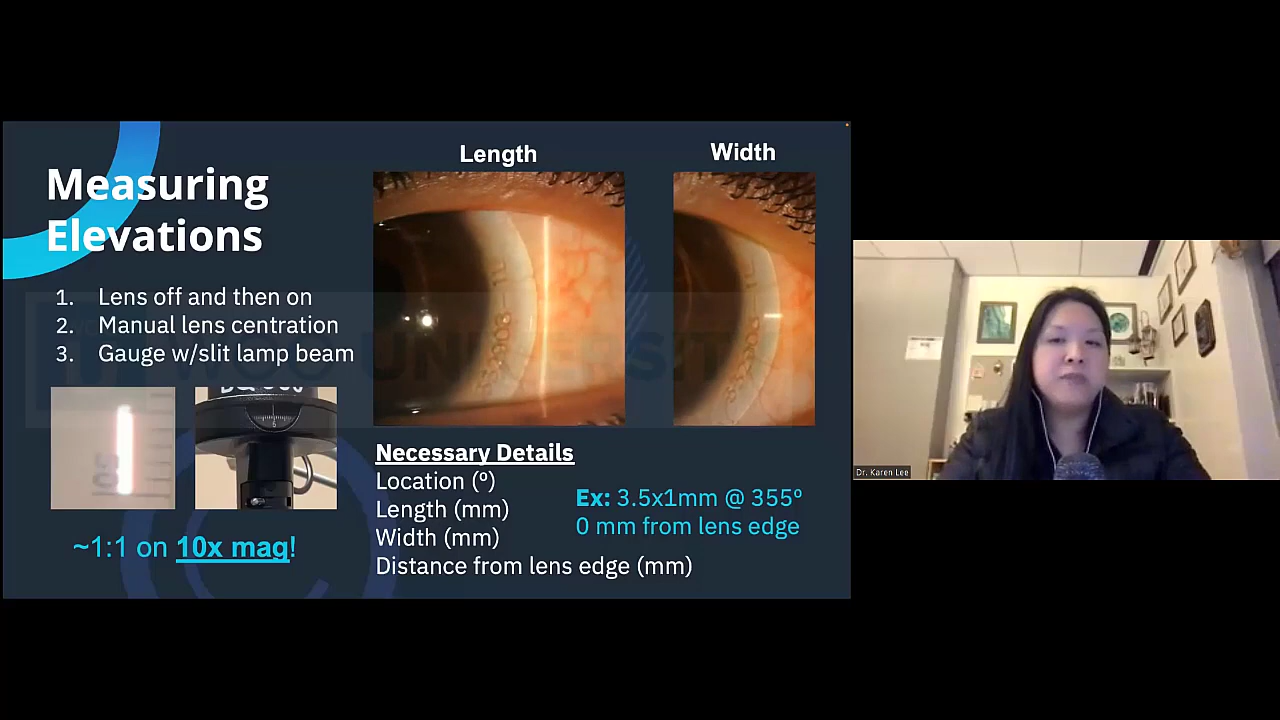 Measuring
Elevations
1. Lens off and then on
2. Manual lens centration
3. Gauge w/slit lamp beam
~1:1 on 10x mag!
Length
Width
Necessary Details
Location (º)
Length (mm)
Width (mm)
Distance from lens edge (mm)
Ex: 3.5x1mm @ 355º
0 mm from lens edge
WOO UNIVERSITY
Dr. Karen Lee